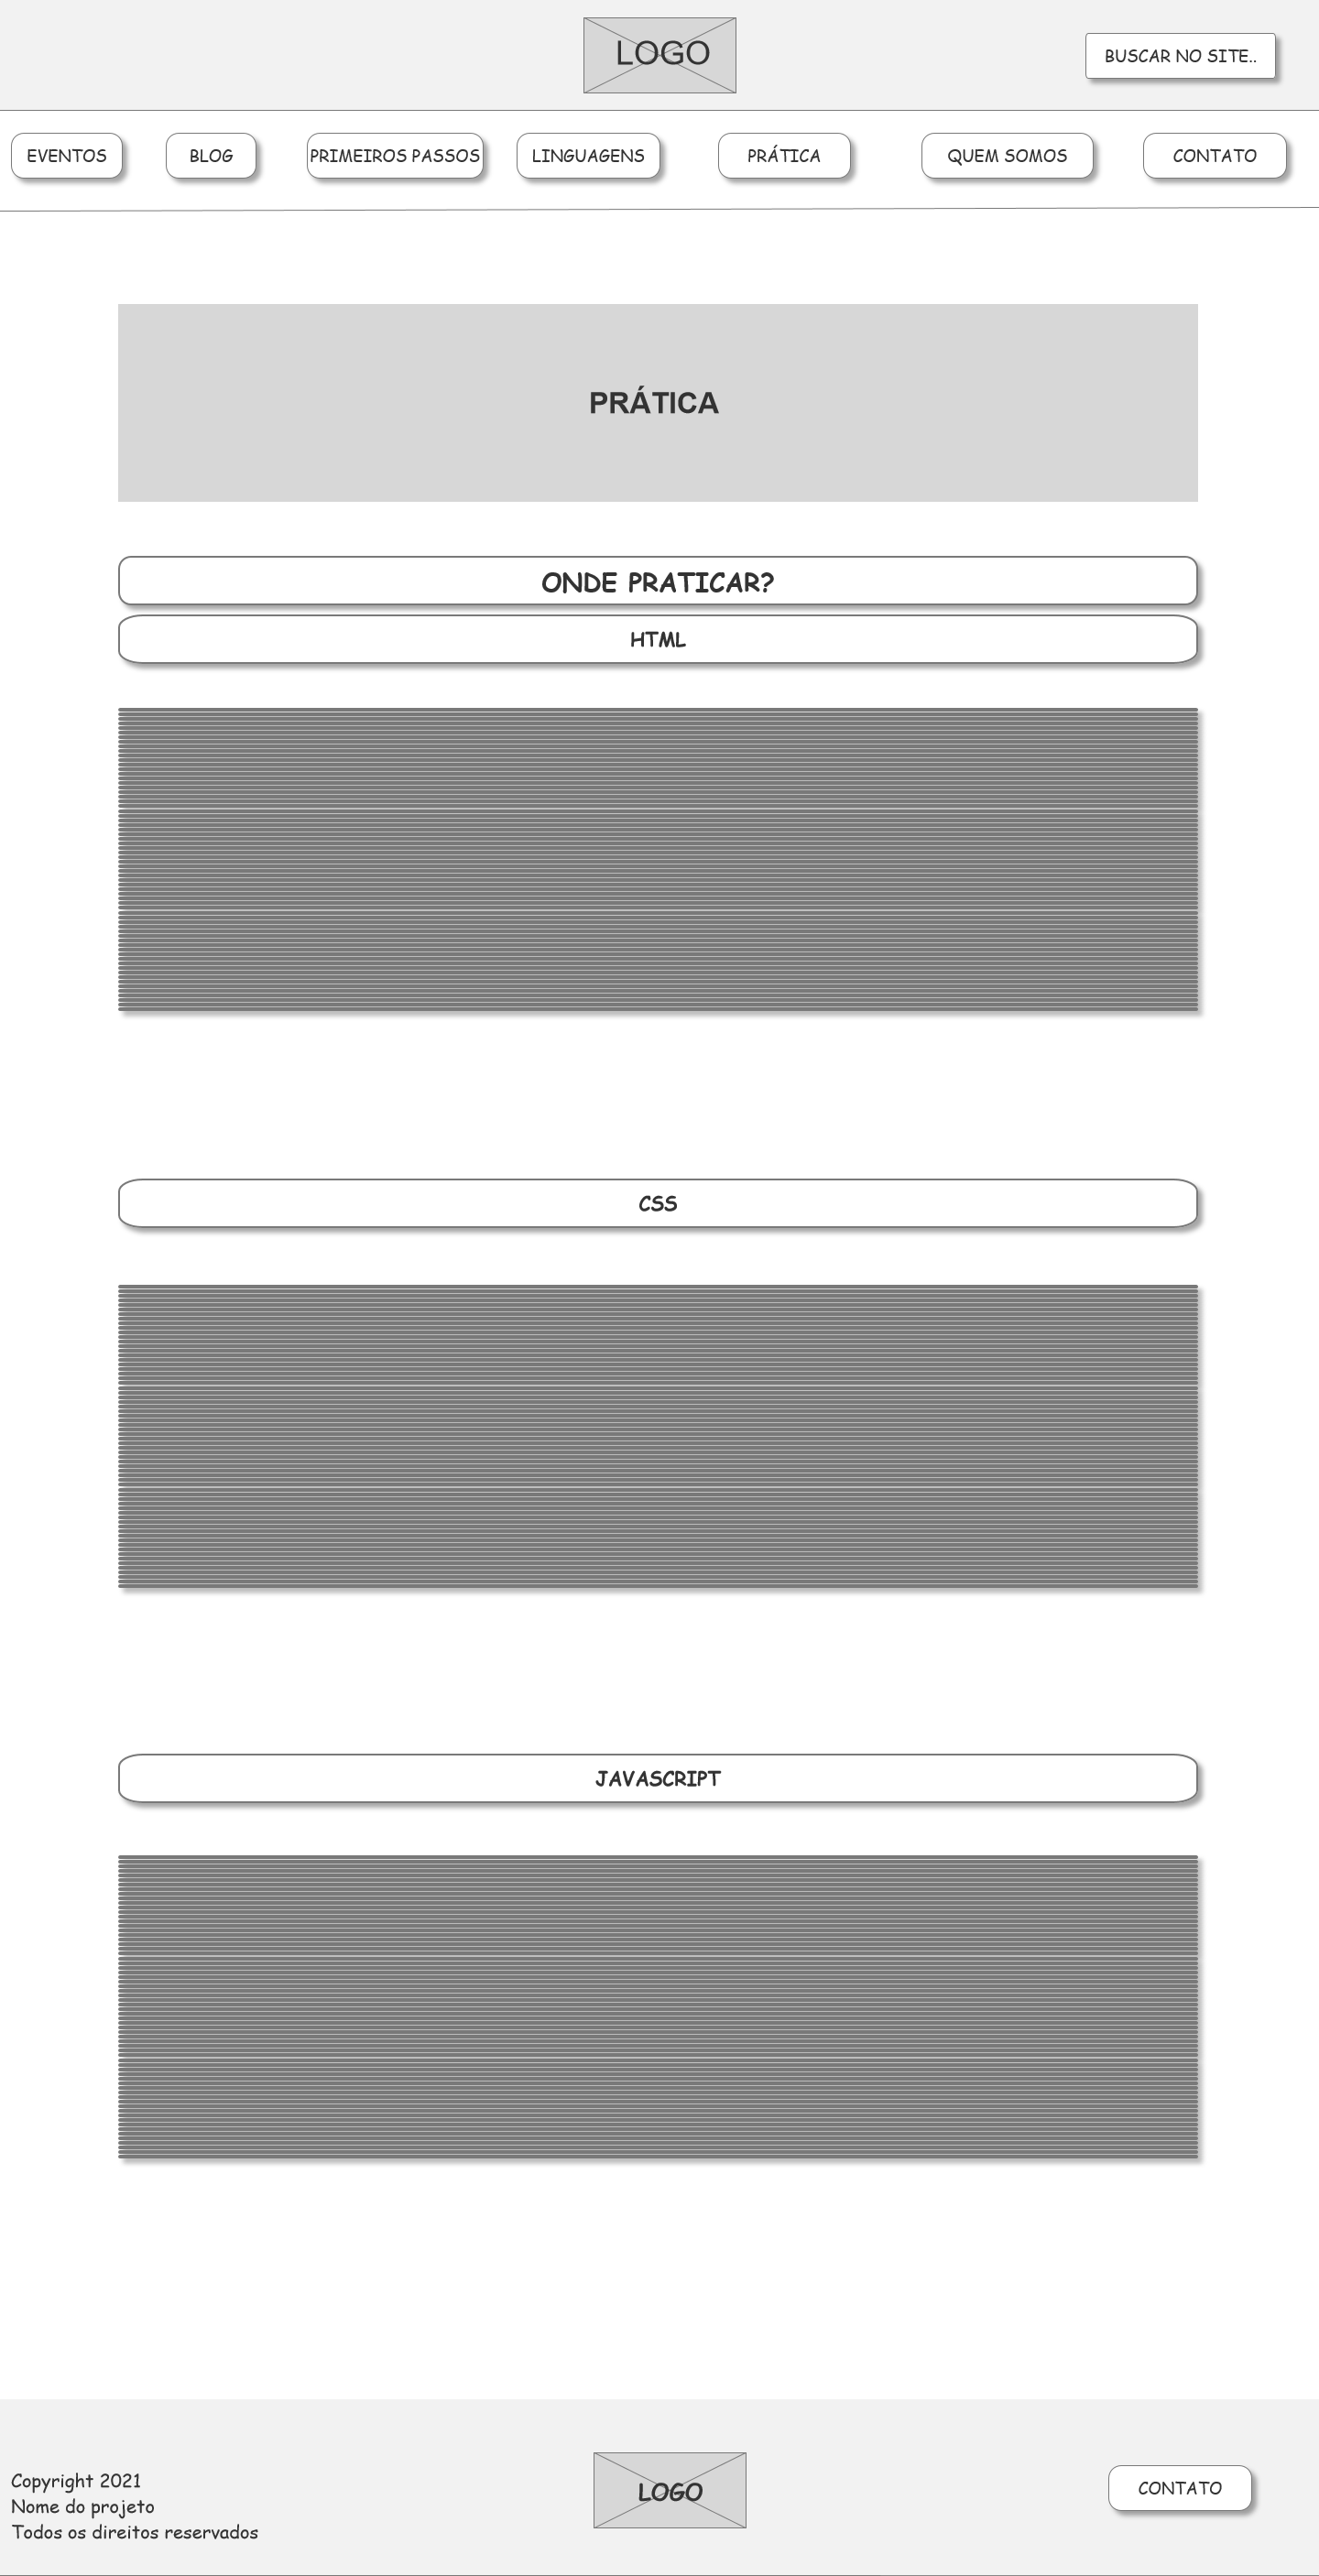 LOGO
BUSCAR NO SITE..
EVENTOS
BLOG
PRIMEIROS PASSOS
LINGUAGENS
PRÁTICA
QUEM SOMOS
CONTATO
PRÁTICA
ONDE PRATICAR?
HTML
CSS
JAVASCRIPT
Copyright 2021
Nome do projeto
Todos os direitos reservados
LOGO
CONTATO